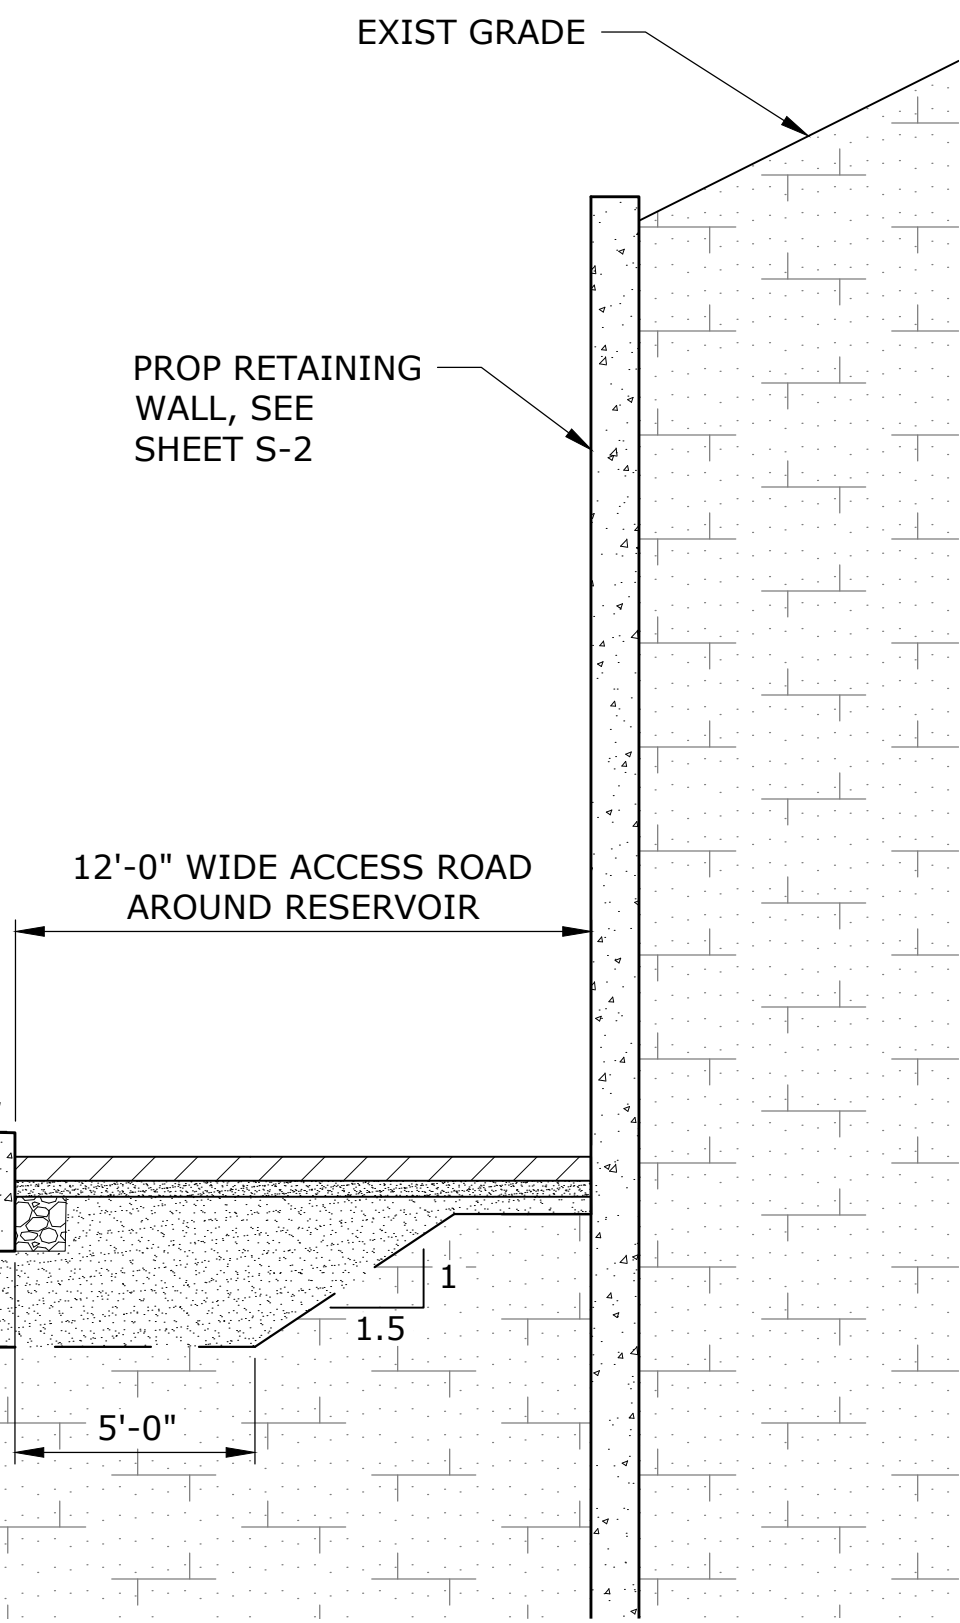 EXIST GRADE
PROP RETAINING
WALL, SEE
SHEET S-2
12'-0" WIDE ACCESS ROAD
AROUND RESERVOIR
1
1.5
5'-0"